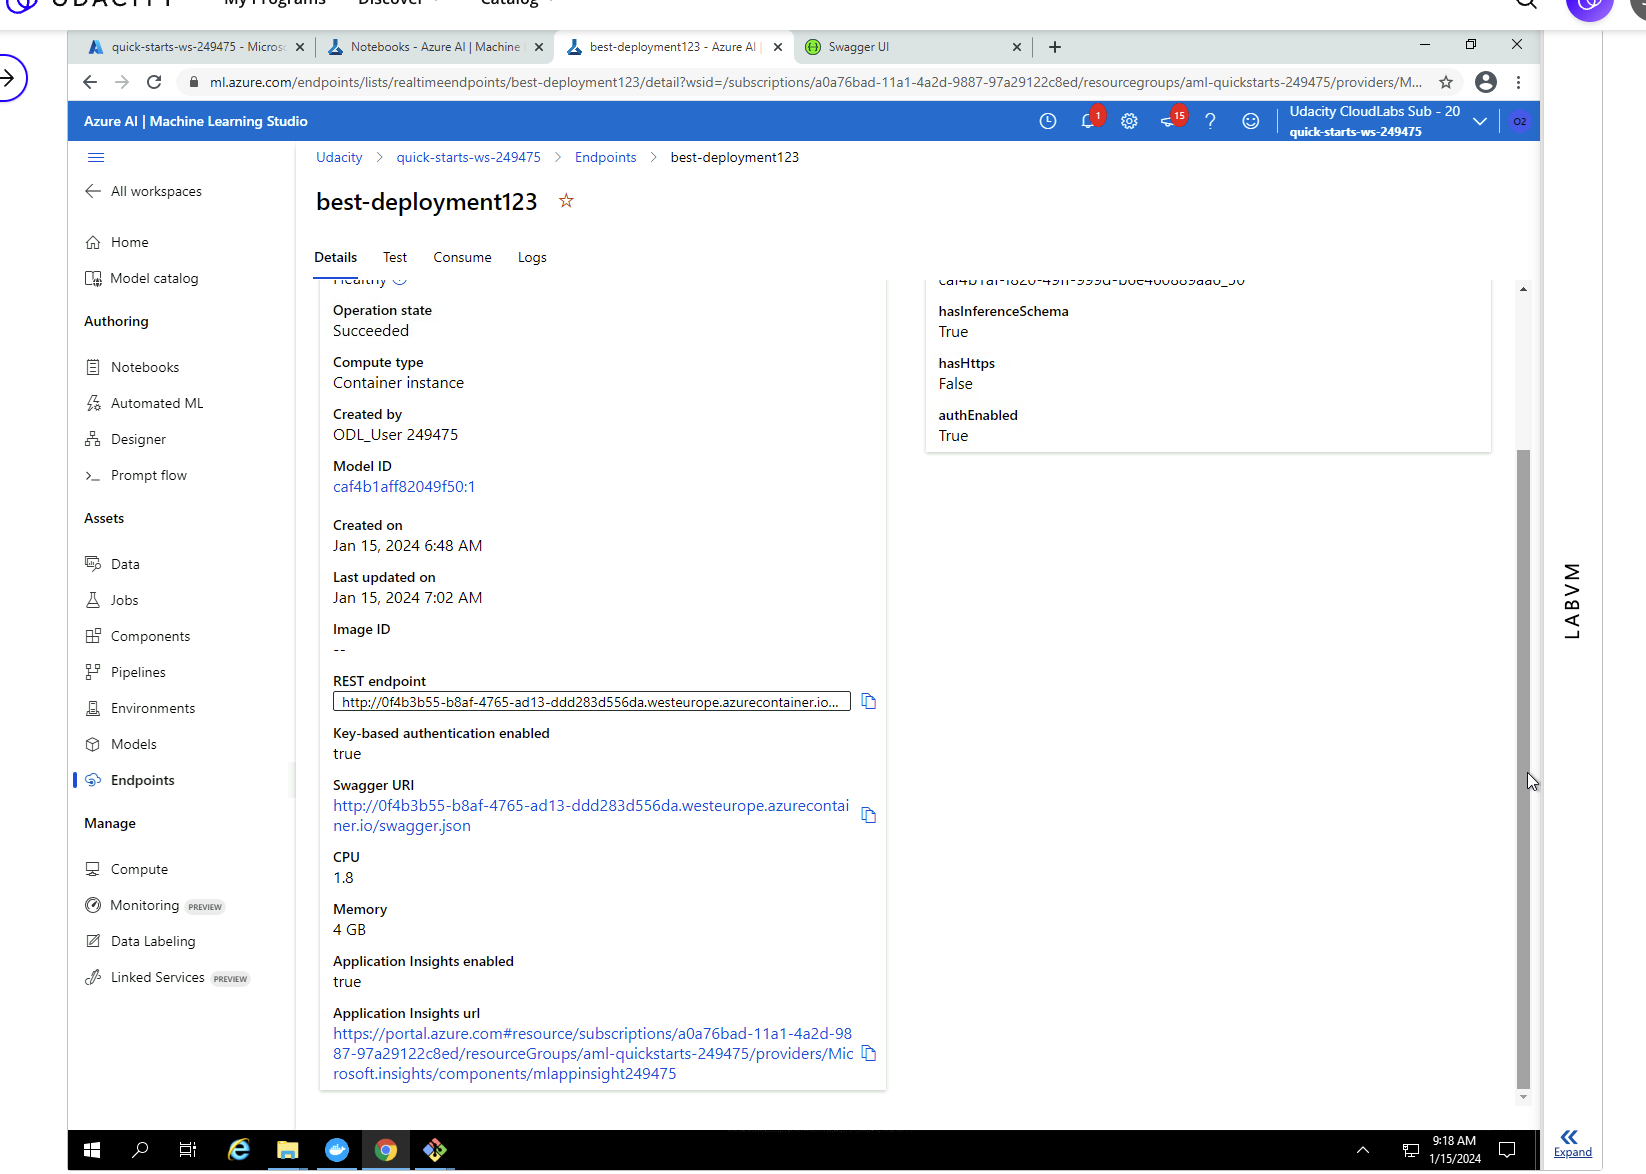 UDACITY
My Programs
Discover
Catalog
quick-starts-ws-249475 - Micros
Notebooks - Azure AI | Machine
best-deployment123 - Azure AI |
Swagger UI
ml.azure.com/endpoints/lists/realtimeendpoints/best-deployment123/detail?wsid=/subscriptions/a0a76bad-11a1-4a2d-9887-97a29122c8ed/resourcegroups/aml-quickstarts-249475/providers/M...
Azure AI | Machine Learning Studio
1
15
Udacity CloudLabs Sub - 20
quick-starts-ws-249475
O2
Udacity > quick-starts-ws-249475 > Endpoints > best-deployment123
All workspaces
Home
Model catalog
Authoring
Notebooks
Automated ML
Designer
Prompt flow
Assets
Data
Jobs
Components
Pipelines
Environments
Models
Endpoints
Manage
Compute
Monitoring PREVIEW
Data Labeling
Linked Services PREVIEW
best-deployment123
Details
Test
Consume
Logs
Healthy
Operation state
Succeeded
Compute type
Container instance
Created by
ODL_User 249475
Model ID
caf4b1aff82049f50:1
Created on
Jan 15, 2024 6:48 AM
Last updated on
Jan 15, 2024 7:02 AM
Image ID
--
REST endpoint
http://0f4b3b55-b8af-4765-ad13-ddd283d556da.westeurope.azurecontainer.io...
Key-based authentication enabled
true
Swagger URI
http://0f4b3b55-b8af-4765-ad13-ddd283d556da.westeurope.azurecontai
ner.io/swagger.json
CPU
1.8
Memory
4 GB
Application Insights enabled
true
Application Insights url
https://portal.azure.com#resource/subscriptions/a0a76bad-11a1-4a2d-98
87-97a29122c8ed/resourceGroups/aml-quickstarts-249475/providers/Mic
rosoft.insights/components/mlappinsight249475
hasInferenceSchema
True
hasHttps
False
authEnabled
True
LABVM
Expand
9:18 AM
1/15/2024